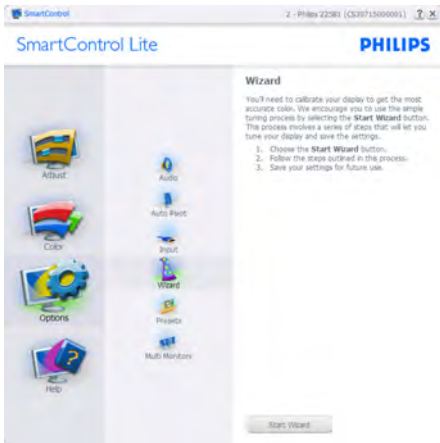 SmartControl
2 - Philips 225B1 (CS39715000001) ? X
SmartControl Lite
PHILIPS
Wizard
You'll need to calibrate your display to get the most
accurate color. We encourage you to use the simple
tuning process by selecting the Start Wizard button.
This process involves a series of steps that will let you
tune your display and save the settings.
1. Choose the Start Wizard button.
2. Follow the steps outlined in this process.
3. Save your settings for future use.
Adjust
Color
Options
Help
Audio
Auto Pivot
Input
Wizard
Presets
Multi Monitors
Start Wizard